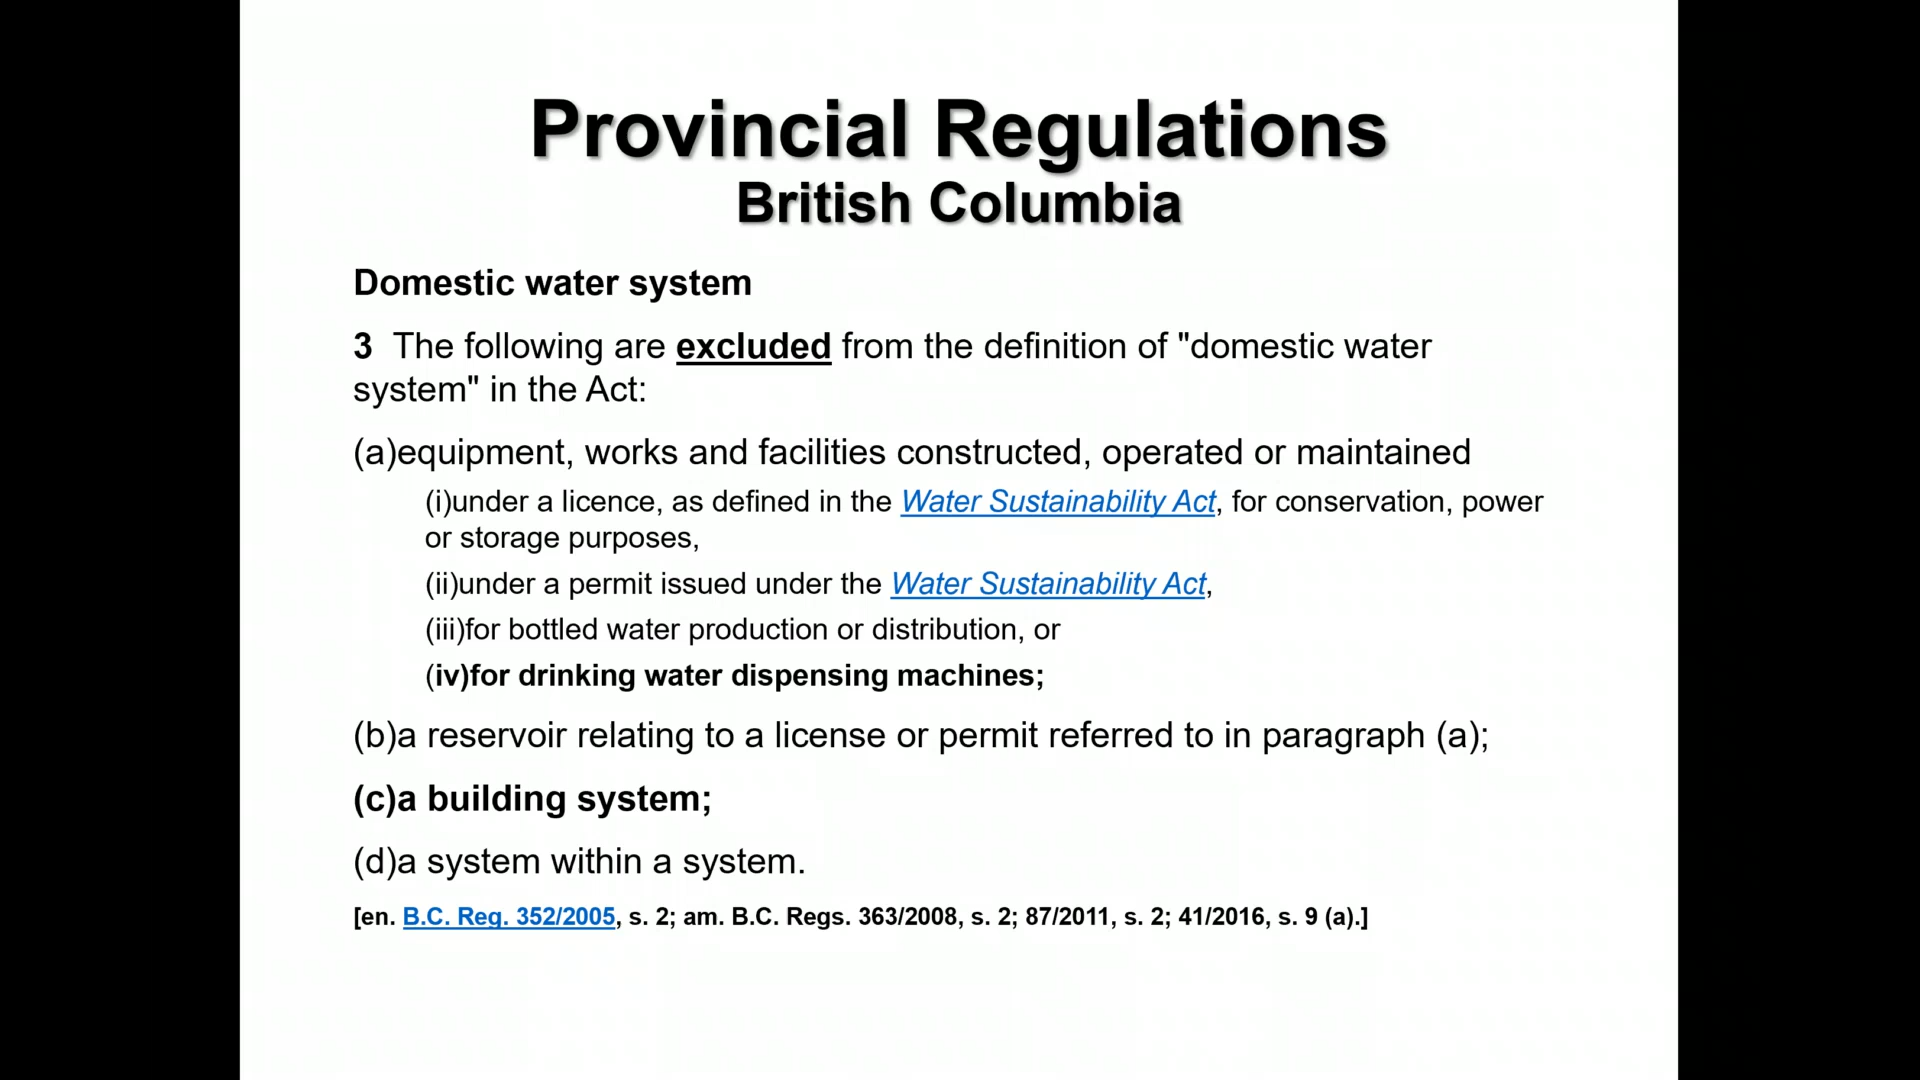 Provincial Regulations
British Columbia
Domestic water system
3 The following are excluded from the definition of "domestic water
system" in the Act:
(a)equipment, works and facilities constructed, operated or maintained
(i)under a licence, as defined in the Water Sustainability Act, for conservation, power
or storage purposes,
(ii)under a permit issued under the Water Sustainability Act,
(iii)for bottled water production or distribution, or
(iv)for drinking water dispensing machines;
(b)a reservoir relating to a license or permit referred to in paragraph (a);
(c)a building system;
(d)a system within a system.
[en. B.C. Reg. 352/2005, s. 2; am. B.C. Regs. 363/2008, s. 2; 87/2011, s. 2; 41/2016, s. 9 (a).]